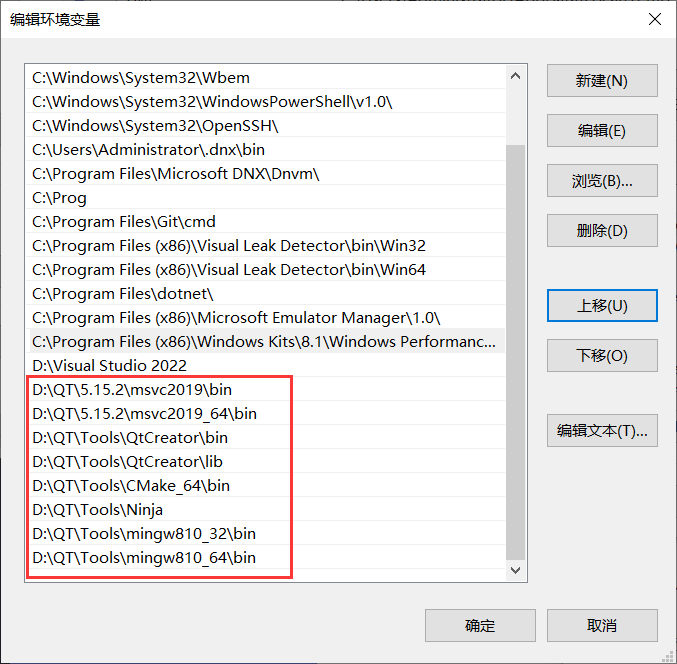 编辑环境变量
C:\Windows\System32\Wbem
C:\Windows\System32\WindowsPowerShell\v1.0\
C:\Windows\System32\OpenSSH\
C:\Users\Administrator\.dnx\bin
C:\Program Files\Microsoft DNX\Dnvm\
C:\Prog
C:\Program Files\Git\cmd
C:\Program Files (x86)\Visual Leak Detector\bin\Win32
C:\Program Files (x86)\Visual Leak Detector\bin\Win64
C:\Program Files\dotnet\
C:\Program Files (x86)\Microsoft Emulator Manager\1.0\
C:\Program Files (x86)\Windows Kits\8.1\Windows Performanc...
D:\Visual Studio 2022
D:\QT\5.15.2\msvc2019\bin
D:\QT\5.15.2\msvc2019_64\bin
D:\QT\Tools\QtCreator\bin
D:\QT\Tools\QtCreator\lib
D:\QT\Tools\CMake_64\bin
D:\QT\Tools\Ninja
D:\QT\Tools\mingw810_32\bin
D:\QT\Tools\mingw810_64\bin
新建(N)
编辑(E)
浏览(B)...
删除(D)
上移(U)
下移(O)
编辑文本(T)...
确定
取消